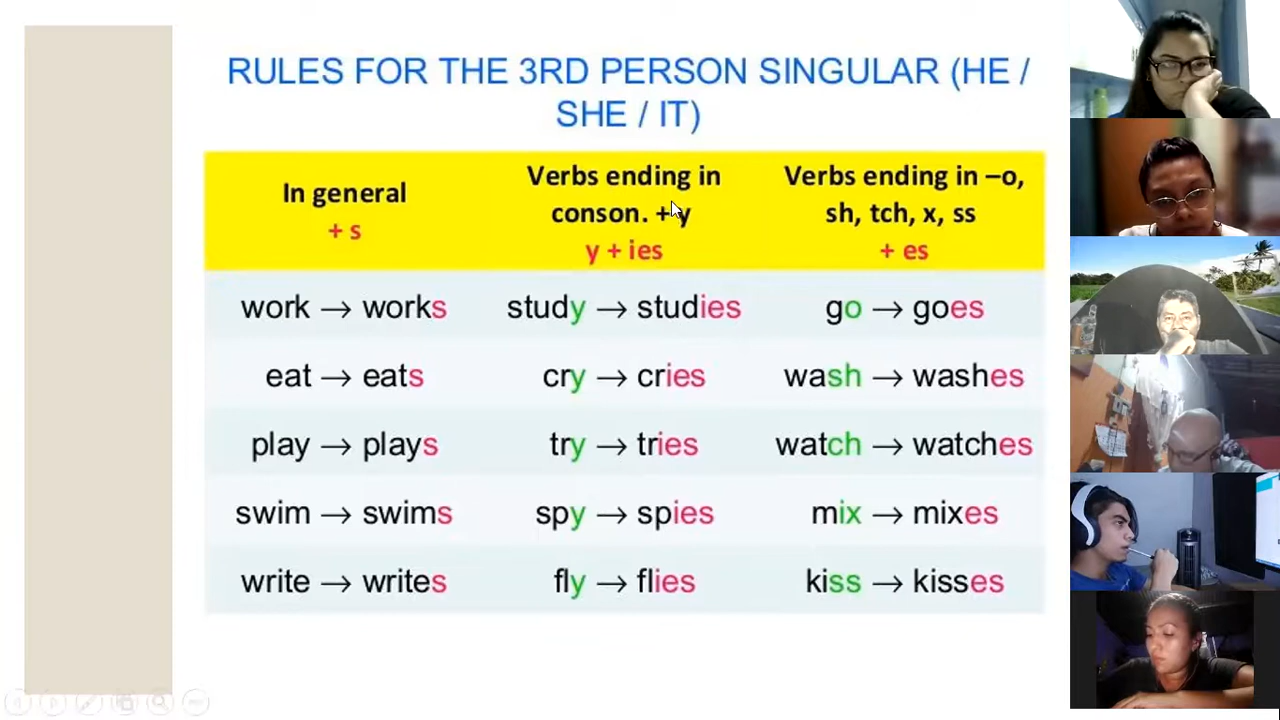 RULES FOR THE 3RD PERSON SINGULAR (HE /
SHE / IT)
In general
+ s
Verbs ending in
conson. + y
y + ies
Verbs ending in –o,
sh, tch, x, ss
+ es
work → works
study → studies
go → goes
eat → eats
cry → cries
wash → washes
play → plays
try → tries
watch → watches
swim → swims
spy → spies
mix → mixes
write → writes
fly → flies
kiss → kisses